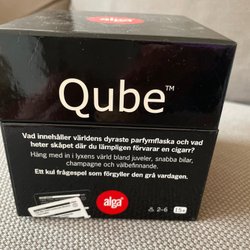 Qube™
Vad innehåller världens dyraste parfymflaska och vad
heter skåpet där du lämpligen förvarar en cigarr?
Häng med in i lyxens värld bland juveler, snabba bilar,
champagne och välbefinnande.
Ett kul frågespel som förgyller den grå vardagen.
alga
2–6
15+